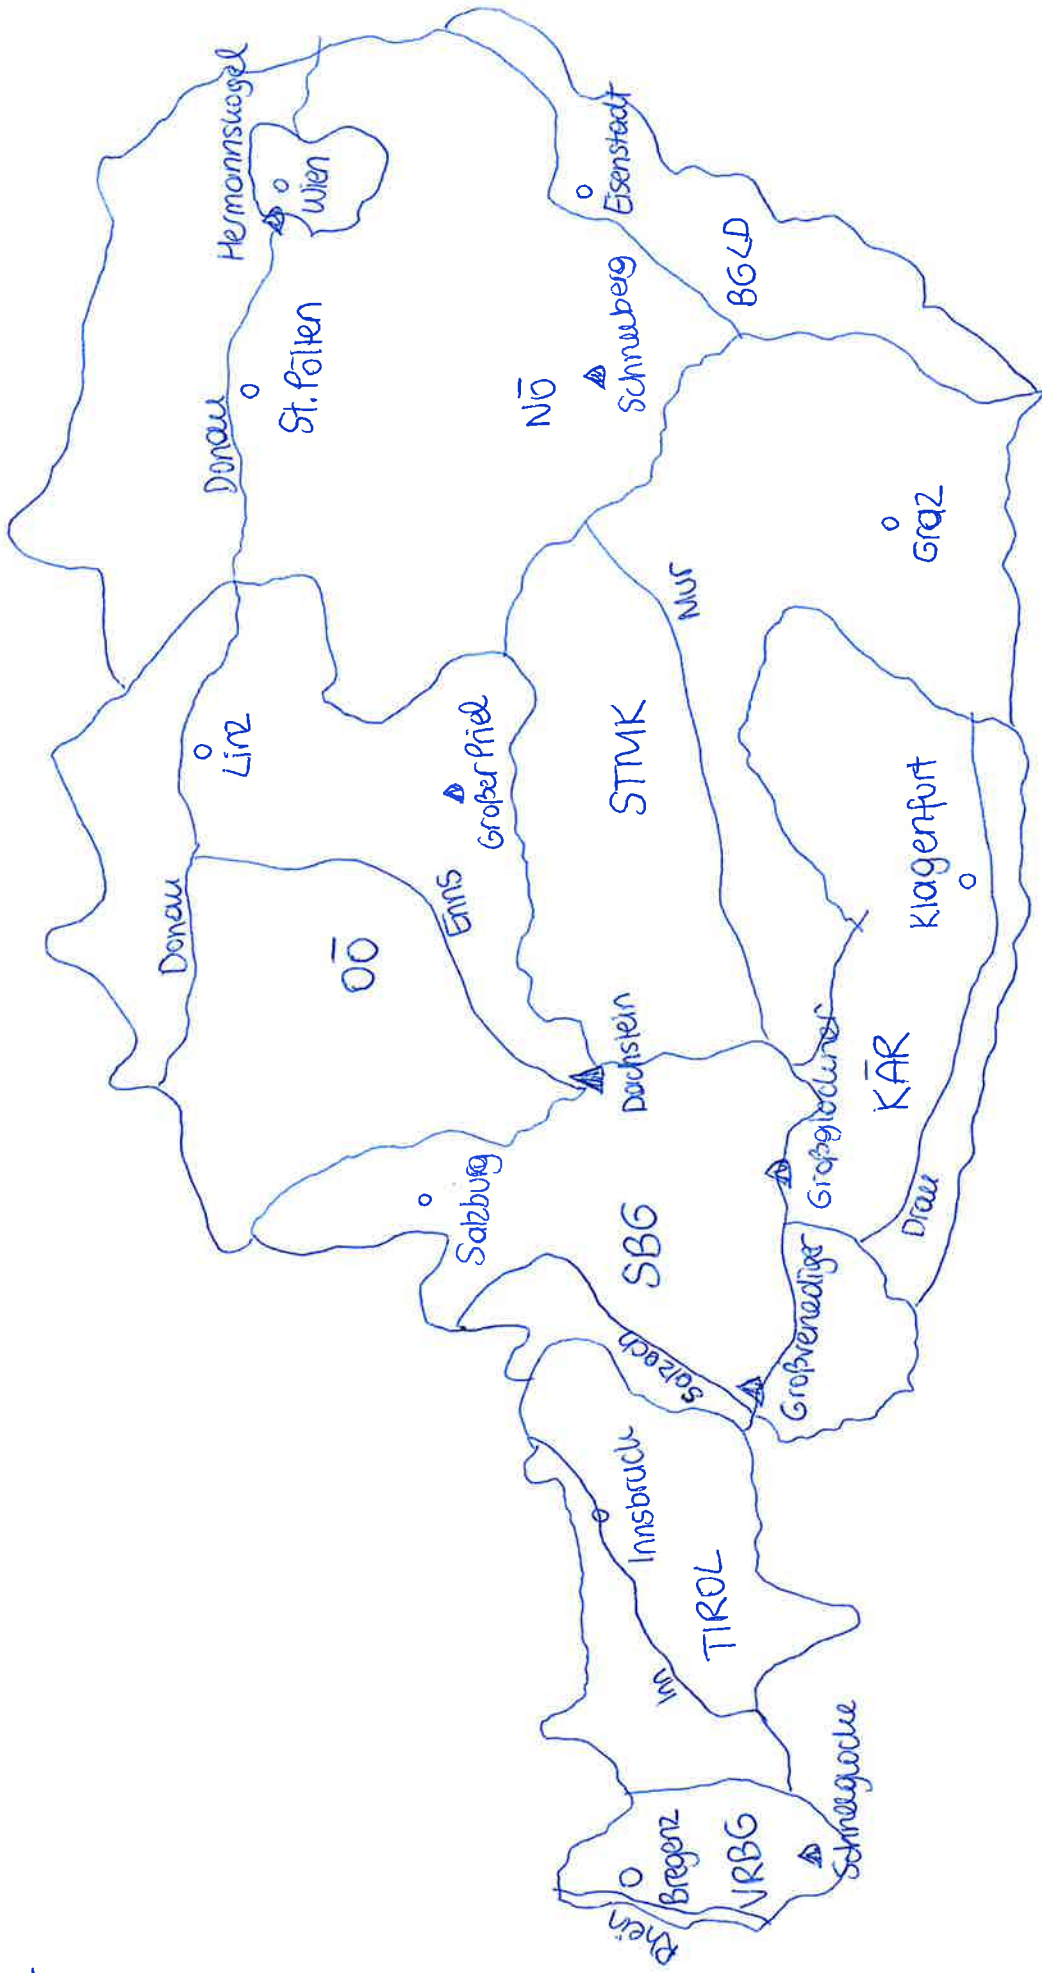 Hermannskogel
Wien
Donau
St. Pölten
Eisenstadt
BGLD
Schneeberg
NÖ
Donau
Linz
OÖ
Enns
Großer Priel
STMK
Mur
Graz
Dachstein
Salzburg
SBG
Salzach
Großglockner
Großvenediger
KÄR
Klagenfurt
Drau
Innsbruck
TIROL
Inn
Rhein
Bregenz
VRBG
Schneeglocke